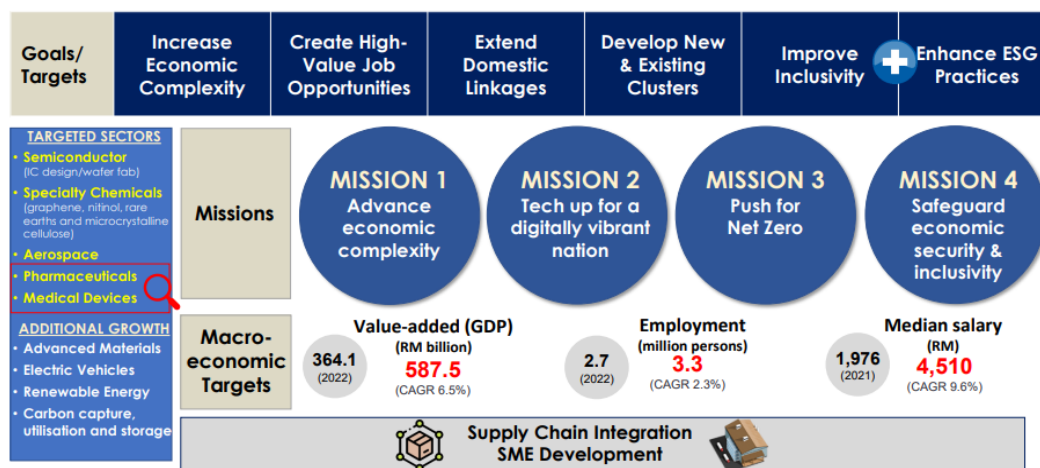 Goals/
Targets
Increase
Economic
Complexity
Create High-
Value Job
Opportunities
Extend
Domestic
Linkages
Develop New
& Existing
Clusters
Improve
Inclusivity
Enhance ESG
Practices
TARGETED SECTORS
• Semiconductor
(IC design/wafer fab)
• Specialty Chemicals
(graphene, nitinol, rare
earths and microcrystalline
cellulose)
• Aerospace
• Pharmaceuticals
• Medical Devices
ADDITIONAL GROWTH
• Advanced Materials
• Electric Vehicles
• Renewable Energy
• Carbon capture,
utilisation and storage
Missions
MISSION 1
Advance
economic
complexity
MISSION 2
Tech up for a
digitally vibrant
nation
MISSION 3
Push for
Net Zero
MISSION 4
Safeguard
economic
security &
inclusivity
Macro-
economic
Targets
Value-added (GDP)
(RM billion)
364.1
(2022)
587.5
(CAGR 6.5%)
Employment
(million persons)
2.7
(2022)
3.3
(CAGR 2.3%)
Median salary
(RM)
1,976
(2021)
4,510
(CAGR 9.6%)
Supply Chain Integration
SME Development